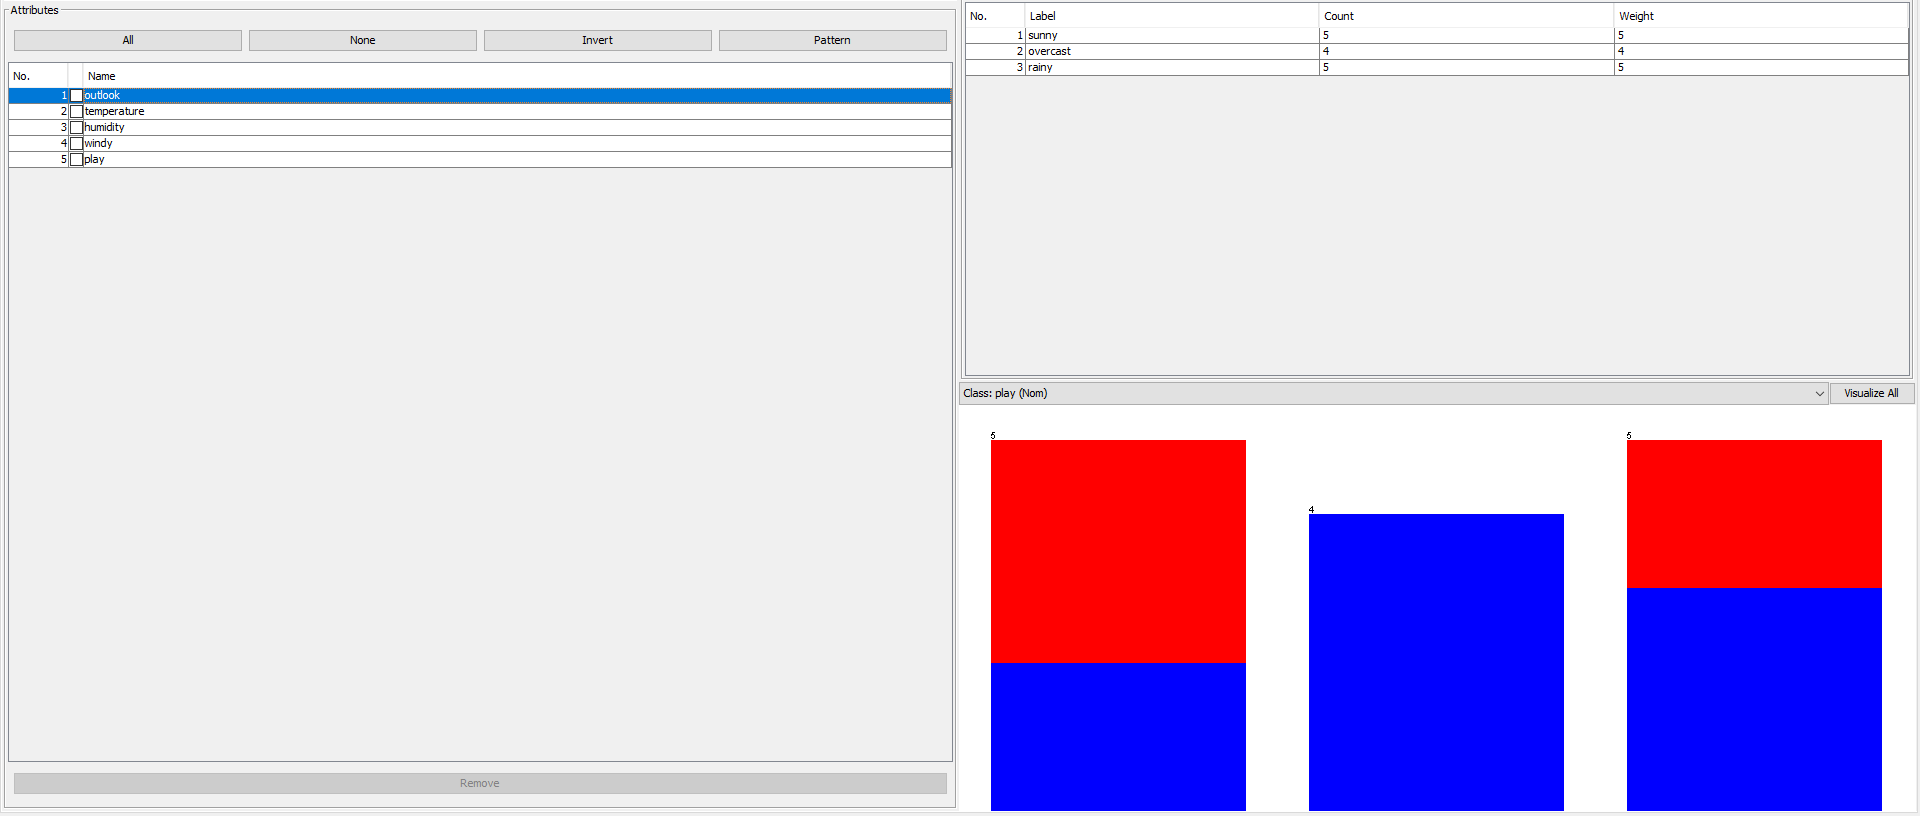 Attributes
All None Invert Pattern
No. Name
1 outlook
2 temperature
3 humidity
4 windy
5 play
Remove
No. Label Count Weight
1 sunny 5 5
2 overcast 4 4
3 rainy 5 5
Class: play (Nom) Visualize All
5 4 5